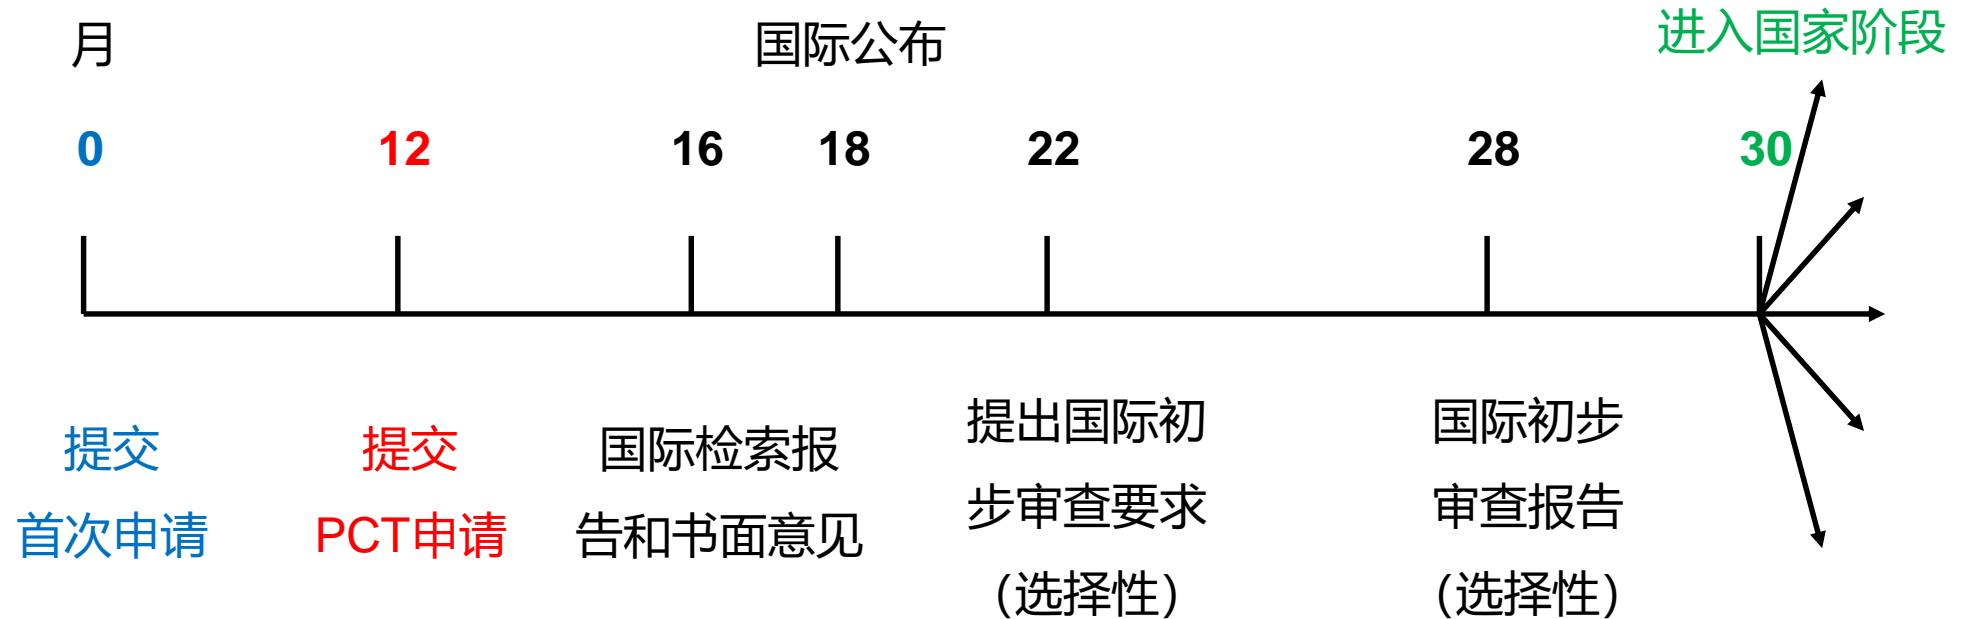 月
国际公布
进入国家阶段
0
12
16
18
22
28
30
提交
首次申请
提交
PCT申请
国际检索报
告和书面意见
提出国际初
步审查要求
（选择性）
国际初步
审查报告
（选择性）